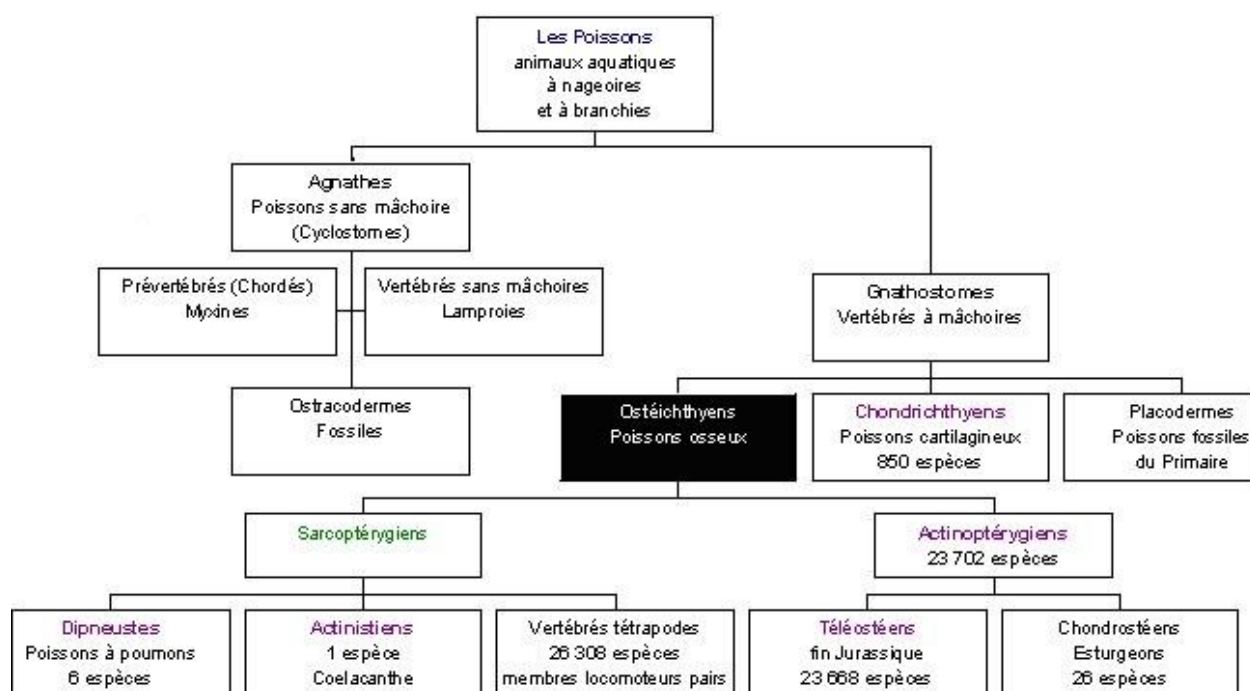 Les Poissons
animaux aquatiques
à nageoires
et à branchies
Agnathes
Poissons sans mâchoire
(Cyclostomes)
Prévertébrés (Chordés)
Myxines
Vertébrés sans mâchoires
Lamproies
Gnathostomes
Vertébrés à mâchoires
Ostracodermes
Fossiles
Ostéichthyens
Poissons osseux
Chondrichthyens
Poissons cartilagineux
850 espèces
Placodermes
Poissons fossiles
du Primaire
Sarcoptérygiens
Actinoptérygiens
23 702 espèces
Dipneustes
Poissons à poumons
6 espèces
Actinistiens
1 espèce
Coelacanthe
Vertébrés tétrapodes
26 308 espèces
membres locomoteurs pairs
Téléostéens
fin Jurassique
23 668 espèces
Chondrostéens
Esturgeons
26 espèces